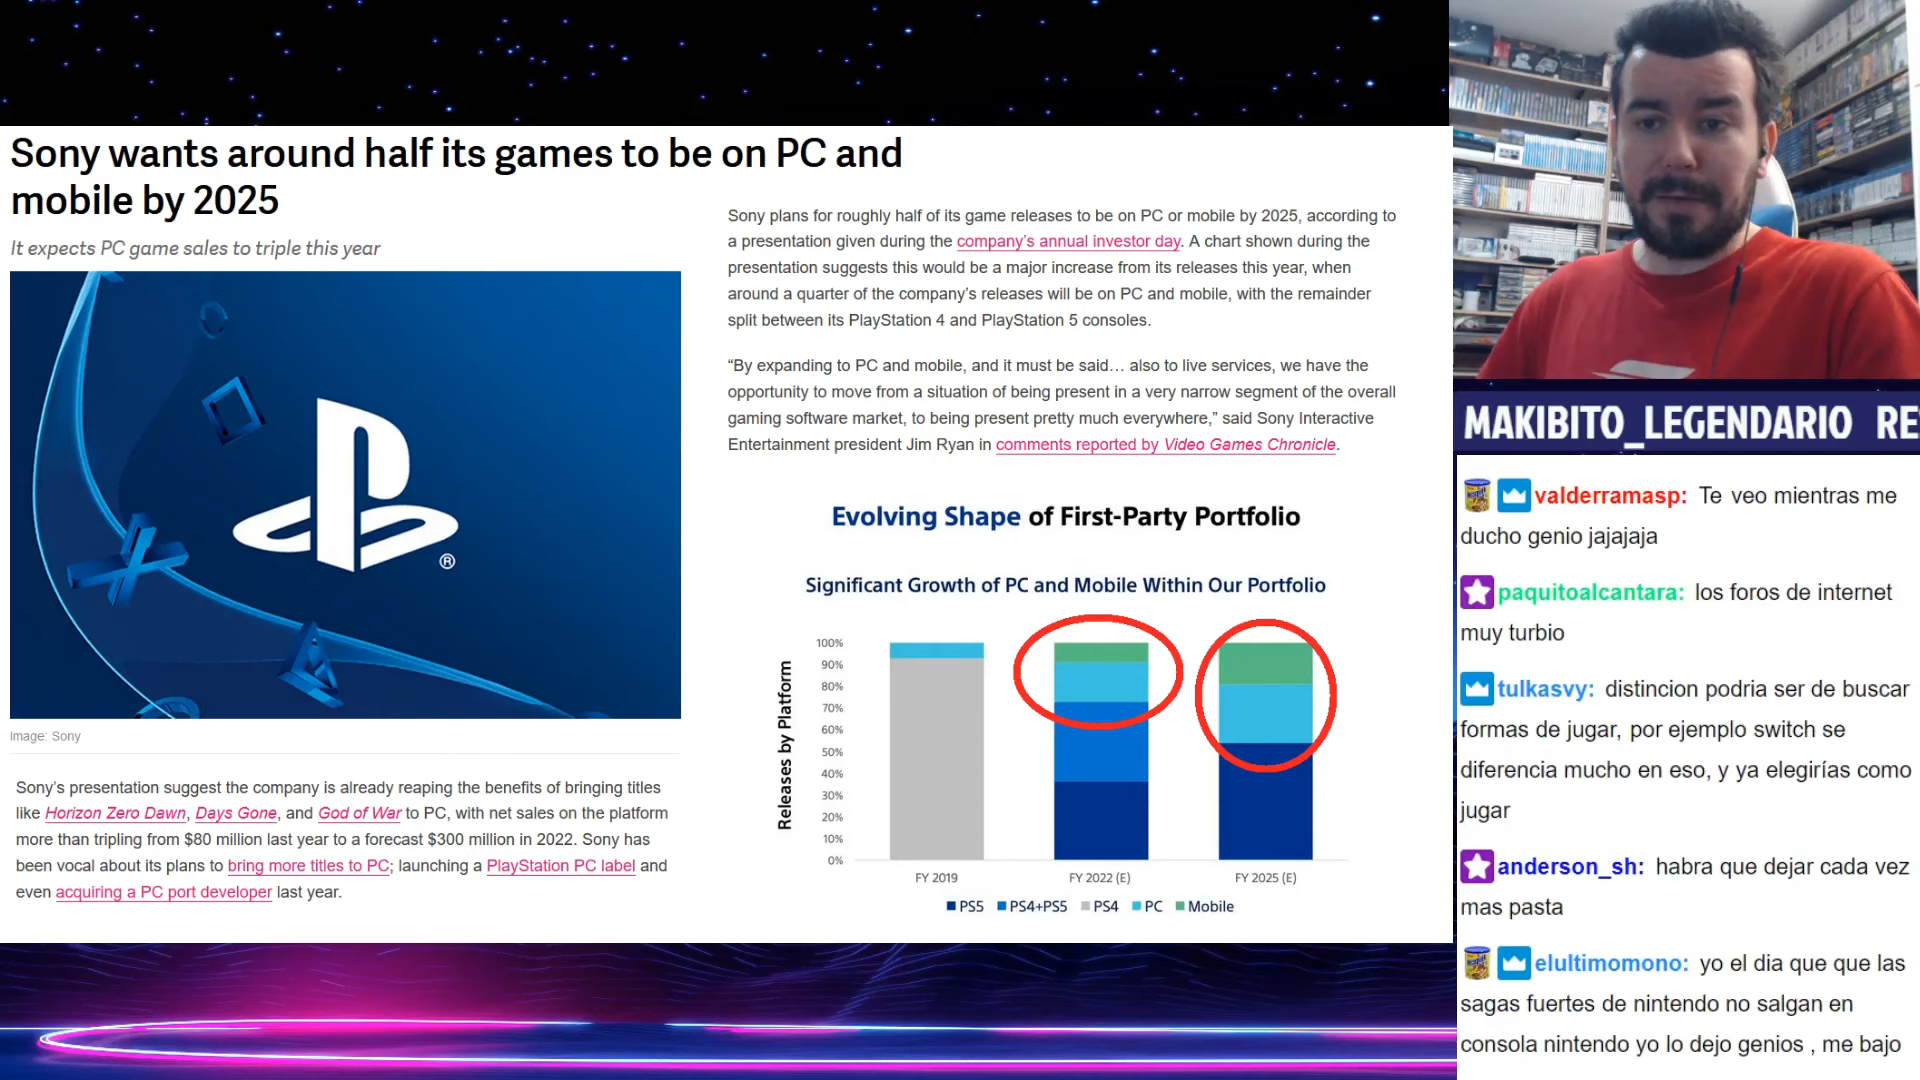 Sony wants around half its games to be on PC and
mobile by 2025
It expects PC game sales to triple this year
®
Image: Sony
Sony's presentation suggest the company is already reaping the benefits of bringing titles
like Horizon Zero Dawn, Days Gone, and God of War to PC, with net sales on the platform
more than tripling from $80 million last year to a forecast $300 million in 2022. Sony has
been vocal about its plans to bring more titles to PC; launching a PlayStation PC label and
even acquiring a PC port developer last year.
Sony plans for roughly half of its game releases to be on PC or mobile by 2025, according to
a presentation given during the company's annual investor day. A chart shown during the
presentation suggests this would be a major increase from its releases this year, when
around a quarter of the company's releases will be on PC and mobile, with the remainder
split between its PlayStation 4 and PlayStation 5 consoles.
“By expanding to PC and mobile, and it must be said… also to live services, we have the
opportunity to move from a situation of being present in a very narrow segment of the overall
gaming software market, to being present pretty much everywhere,” said Sony Interactive
Entertainment president Jim Ryan in comments reported by Video Games Chronicle.
Evolving Shape of First-Party Portfolio
Significant Growth of PC and Mobile Within Our Portfolio
Releases by Platform
100%
90%
80%
70%
60%
50%
40%
30%
20%
10%
0%
FY 2019 FY 2022 (E) FY 2025 (E)
PS5 PS4+PS5 PS4 PC Mobile
MAKIBITO_LEGENDARIO RE
valderramasp: Te veo mientras me
ducho genio jajajaja
paquitoalcantara: los foros de internet
muy turbio
tulkasvy: distincion podria ser de buscar
formas de jugar, por ejemplo switch se
diferencia mucho en eso, y ya elegirías como
jugar
anderson_sh: habra que dejar cada vez
mas pasta
elultimomono: yo el dia que que las
sagas fuertes de nintendo no salgan en
consola nintendo yo lo dejo genios , me bajo